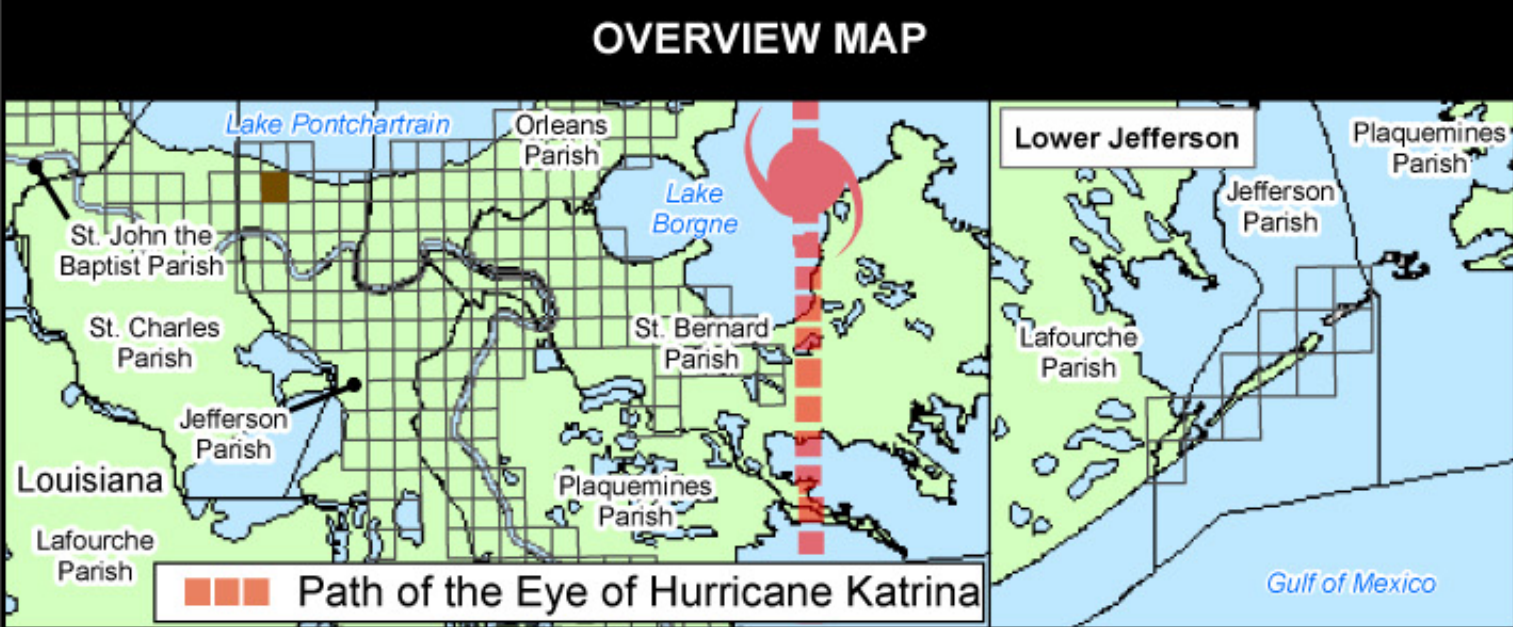 OVERVIEW MAP
Lake Pontchartrain
Orleans
Parish
Lake
Borgne
St. John the
Baptist Parish
St. Charles
Parish
St. Bernard
Parish
Jefferson
Parish
Louisiana
Plaquemines
Parish
Lafourche
Parish
Path of the Eye of Hurricane Katrina
Lower Jefferson
Plaquemines
Parish
Jefferson
Parish
Lafourche
Parish
Gulf of Mexico